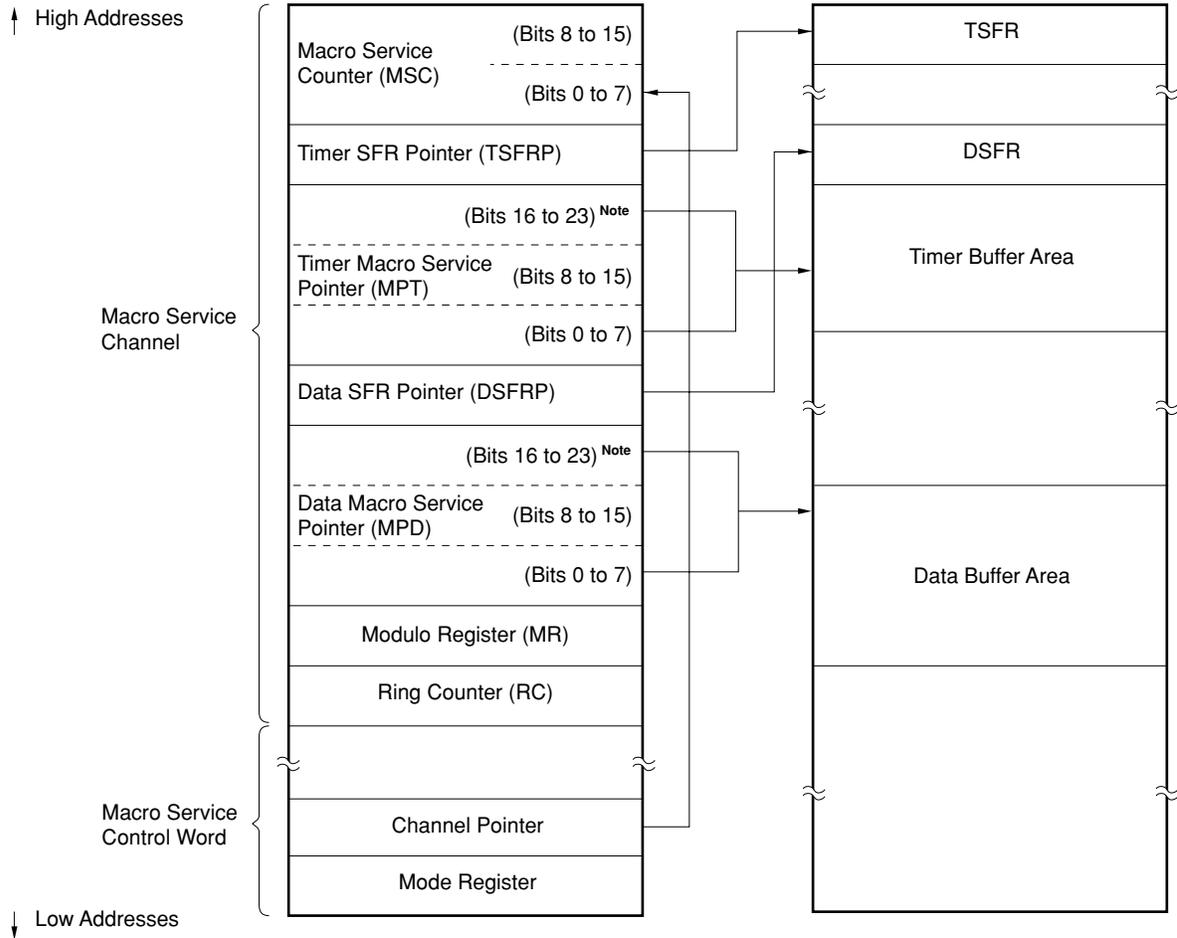 High Addresses
Macro Service
Counter (MSC)
(Bits 8 to 15)
(Bits 0 to 7)
Timer SFR Pointer (TSFRP)
(Bits 16 to 23) Note
Timer Macro Service
Pointer (MPT)
(Bits 8 to 15)
(Bits 0 to 7)
Macro Service
Channel
Data SFR Pointer (DSFRP)
(Bits 16 to 23) Note
Data Macro Service
Pointer (MPD)
(Bits 8 to 15)
(Bits 0 to 7)
Modulo Register (MR)
Ring Counter (RC)
Macro Service
Control Word
Channel Pointer
Mode Register
Low Addresses
TSFR
DSFR
Timer Buffer Area
Data Buffer Area